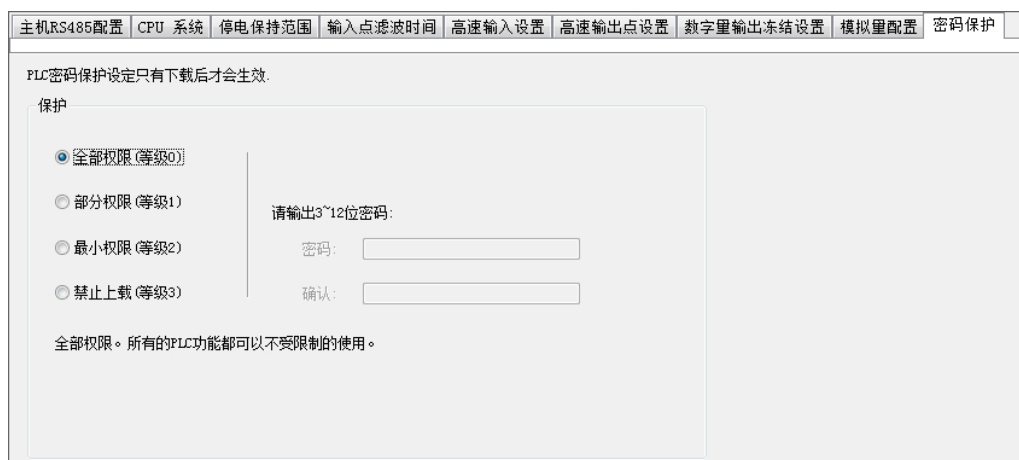 主机RS485配置 CPU 系统 停电保持范围 输入点滤波时间 高速输入设置 高速输出点设置 数字量输出冻结设置 模拟量配置 密码保护
PLC密码保护设定只有下载后才会生效.
保护
全部权限(等级0)
部分权限(等级1)
请输出3~12位密码:
最小权限(等级2)
密码:
禁止上载(等级3)
确认:
全部权限。所有的PLC功能都可以不受限制的使用。